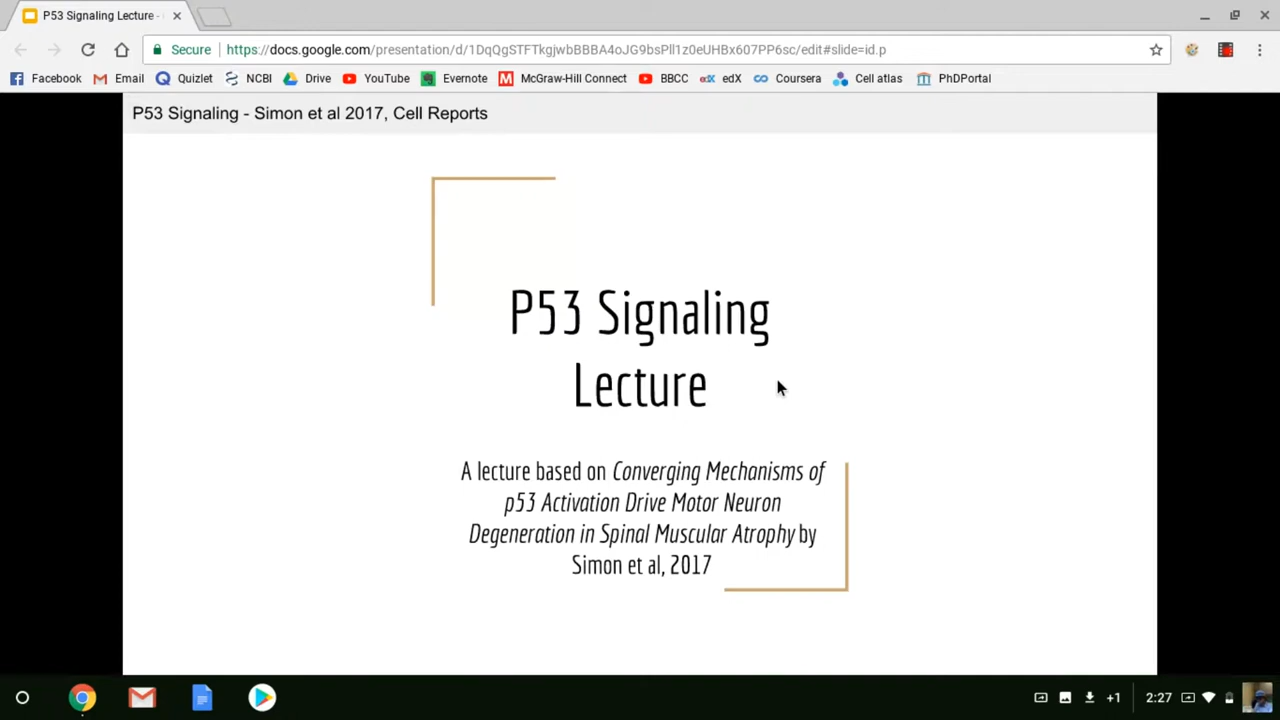 P53 Signaling Lecture -
Secure
https://docs.google.com/presentation/d/1DqQgSTFTkgjwbBBBA4oJG9bsPll1z0eUHBx607PP6sc/edit#slide=id.p
Facebook Email Quizlet NCBI Drive YouTube Evernote McGraw-Hill Connect BBCC edX Coursera Cell atlas PhDPortal
P53 Signaling - Simon et al 2017, Cell Reports
P53 Signaling
Lecture
A lecture based on Converging Mechanisms of
p53 Activation Drive Motor Neuron
Degeneration in Spinal Muscular Atrophy by
Simon et al, 2017
+1 2:27